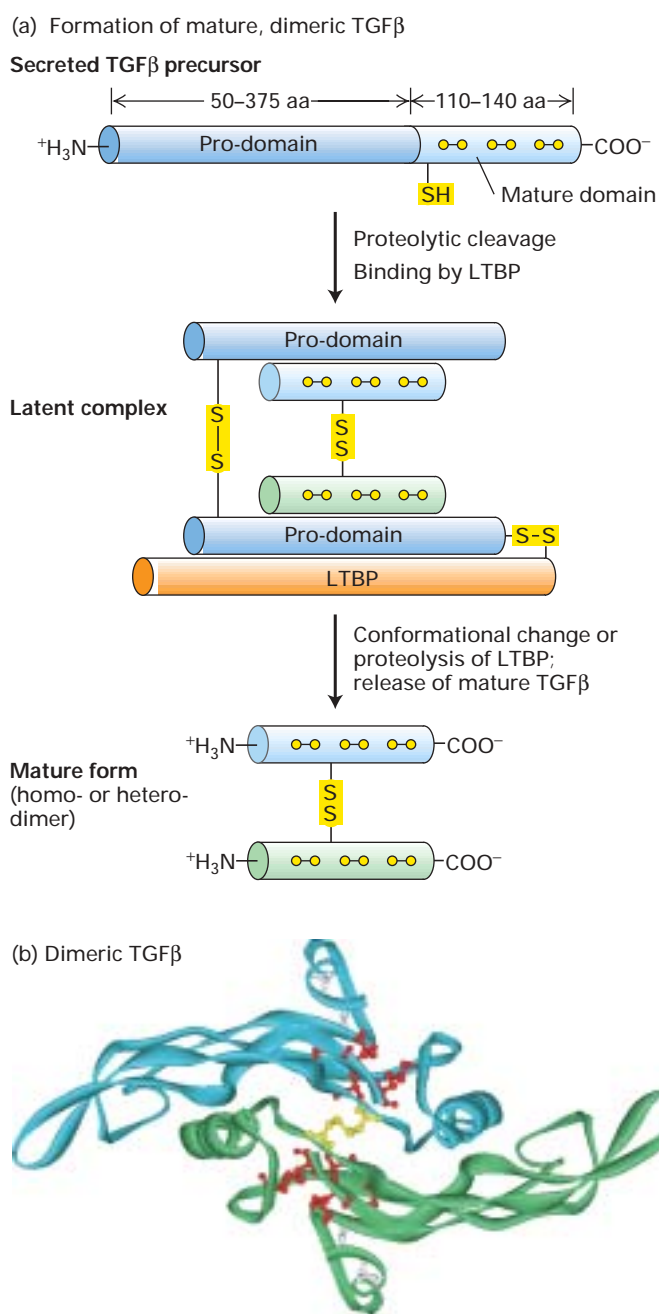 (a) Formation of mature, dimeric TGFβ
Secreted TGFβ precursor
50–375 aa
110–140 aa
⁺H₃N
Pro-domain
COO⁻
SH
Mature domain
Proteolytic cleavage
Binding by LTBP
Pro-domain
Latent complex
S
S
S
S
Pro-domain
S-S
LTBP
Conformational change or
proteolysis of LTBP;
release of mature TGFβ
⁺H₃N
COO⁻
Mature form
(homo- or hetero-
dimer)
S
S
⁺H₃N
COO⁻
(b) Dimeric TGFβ